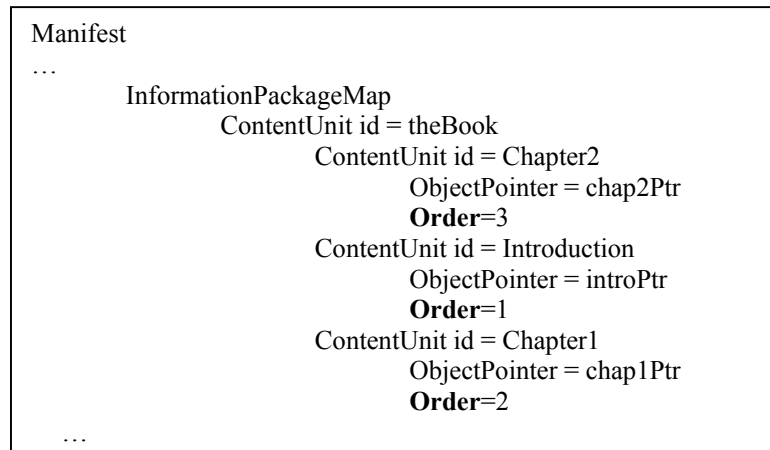 Manifest
…
InformationPackageMap
ContentUnit id = theBook
ContentUnit id = Chapter2
ObjectPointer = chap2Ptr
Order=3
ContentUnit id = Introduction
ObjectPointer = introPtr
Order=1
ContentUnit id = Chapter1
ObjectPointer = chap1Ptr
Order=2
…